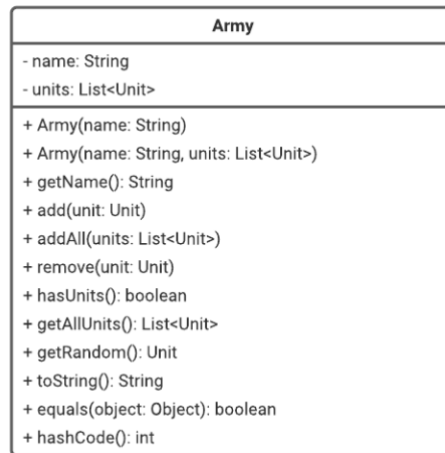 Army
- name: String
- units: List<Unit>
+ Army(name: String)
+ Army(name: String, units: List<Unit>)
+ getName(): String
+ add(unit: Unit)
+ addAll(units: List<Unit>)
+ remove(unit: Unit)
+ hasUnits(): boolean
+ getAllUnits(): List<Unit>
+ getRandom(): Unit
+ toString(): String
+ equals(object: Object): boolean
+ hashCode(): int